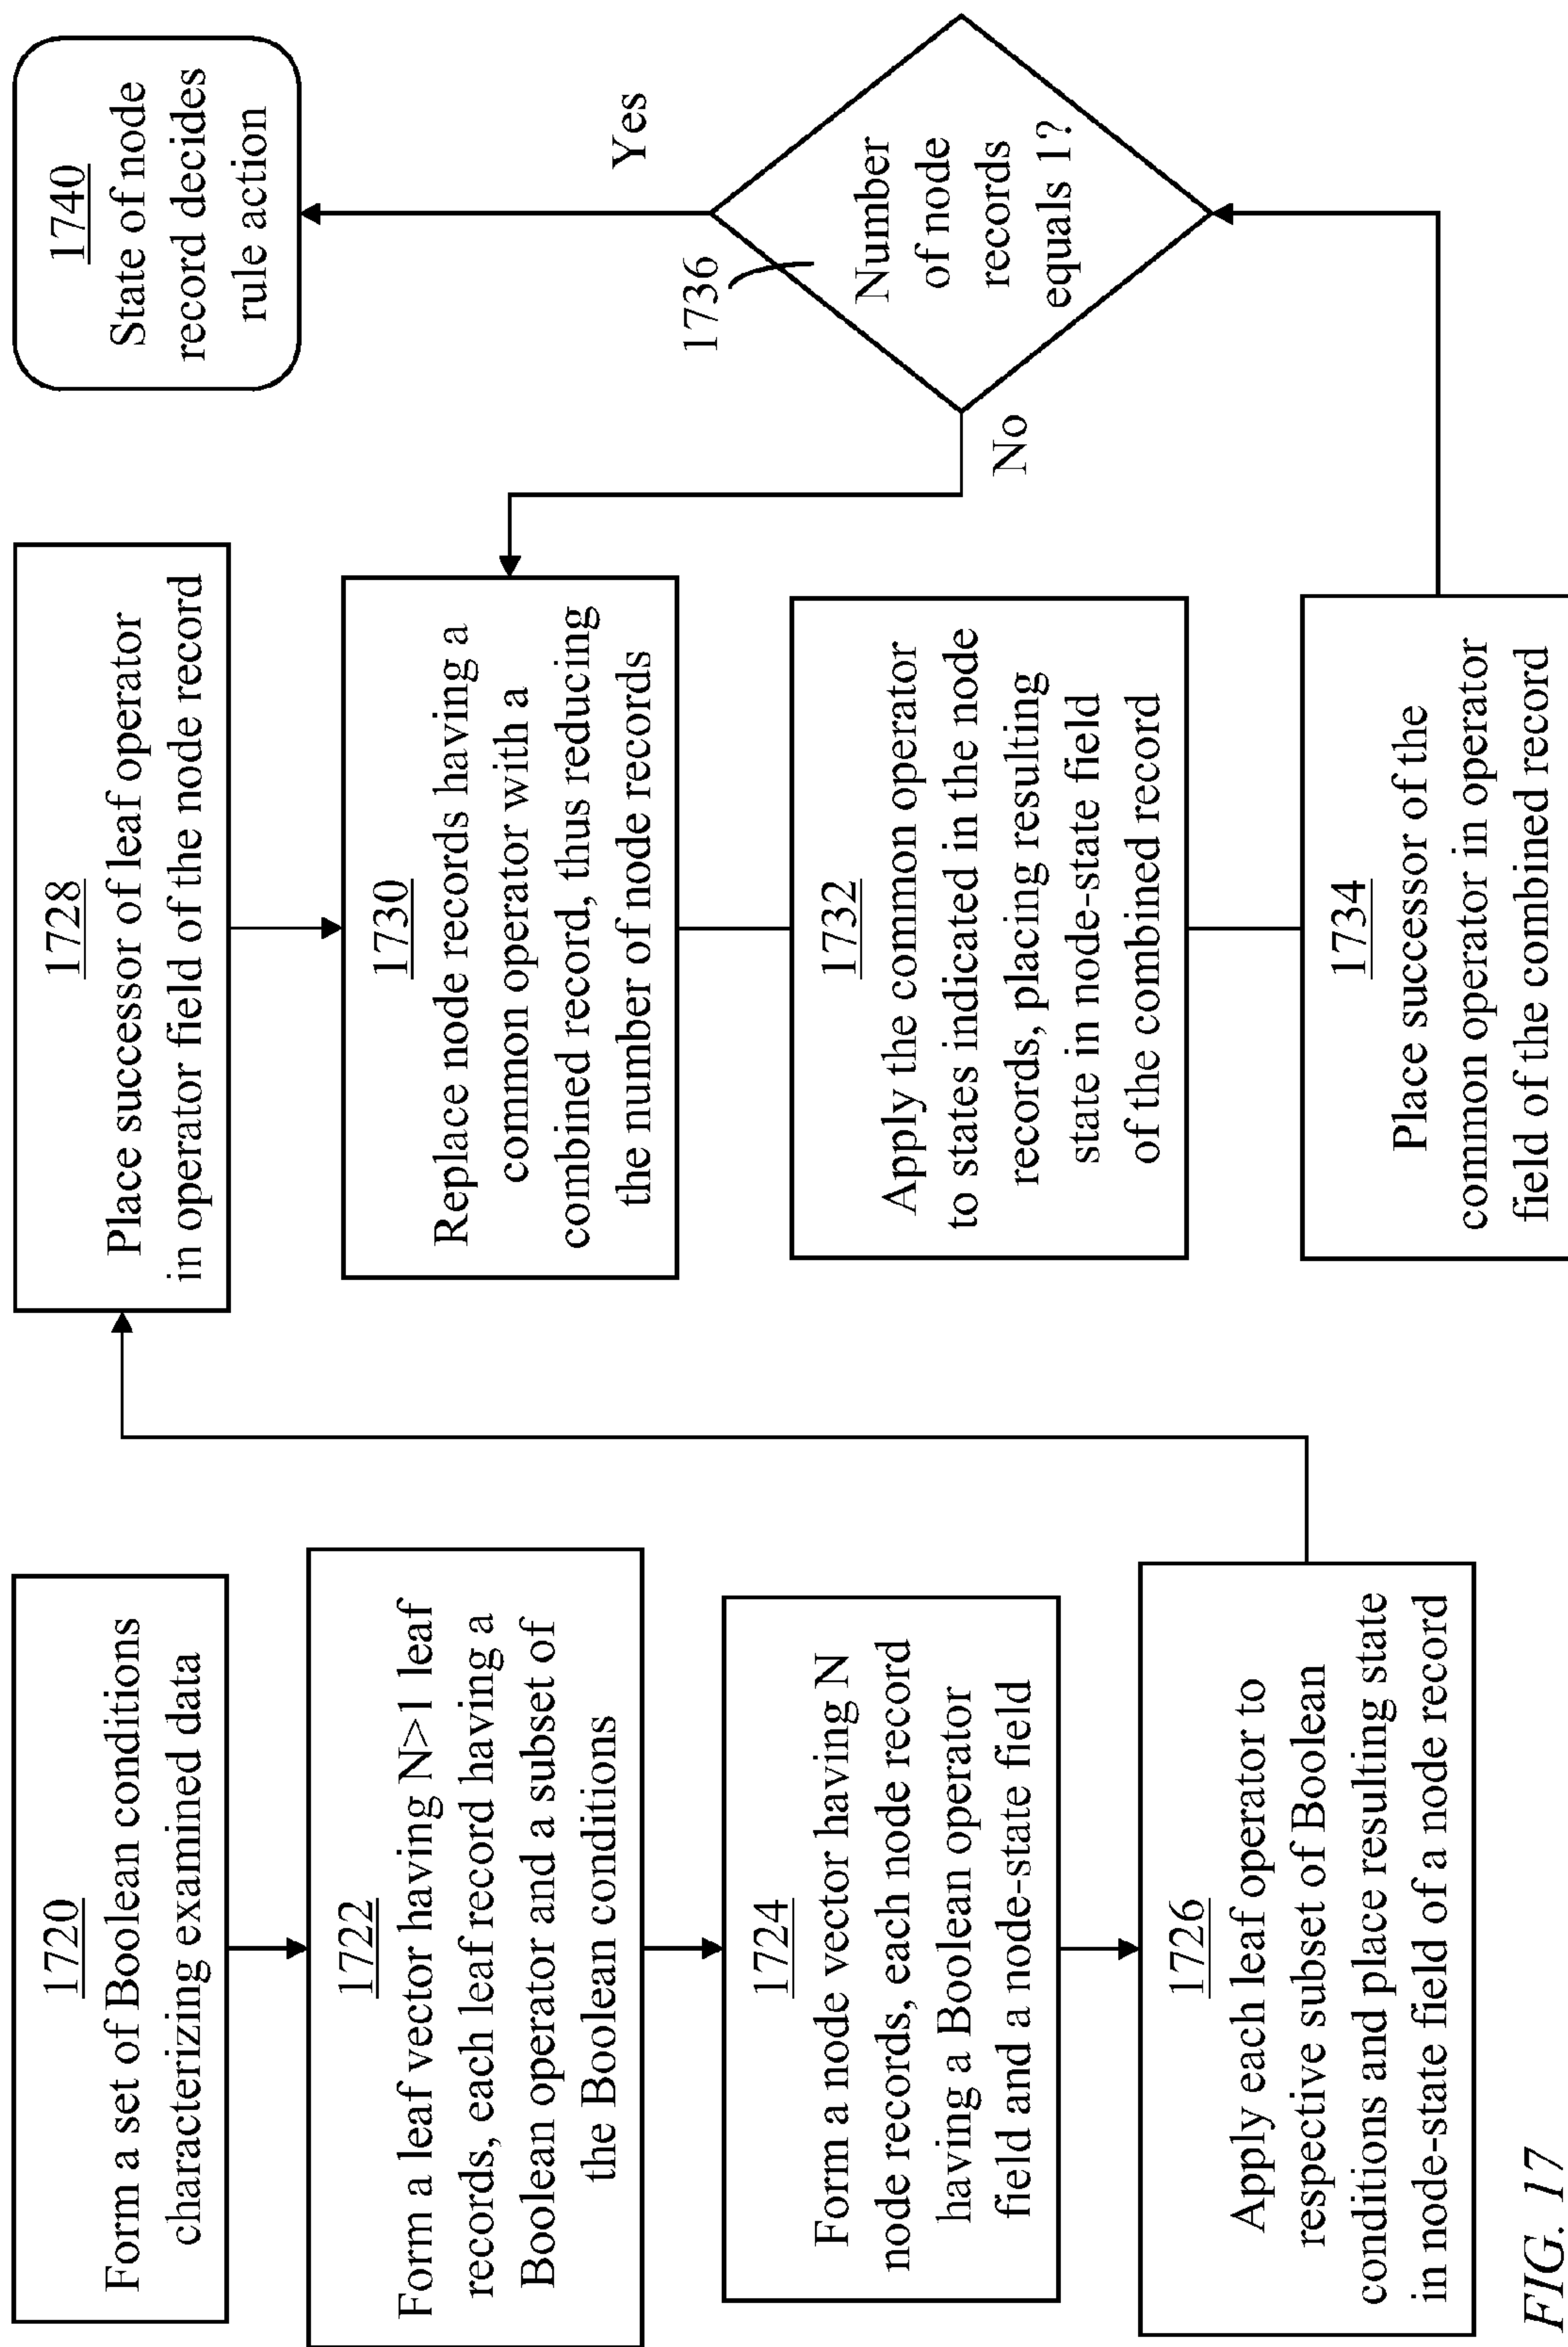 1720
Form a set of Boolean conditions
characterizing examined data
1722
Form a leaf vector having N>1 leaf
records, each leaf record having a
Boolean operator and a subset of
the Boolean conditions
1724
Form a node vector having N
node records, each node record
having a Boolean operator
field and a node-state field
1726
Apply each leaf operator to
respective subset of Boolean
conditions and place resulting state
in node-state field of a node record
1728
Place successor of leaf operator
in operator field of the node record
1730
Replace node records having a
common operator with a
combined record, thus reducing
the number of node records
1732
Apply the common operator
to states indicated in the node
records, placing resulting
state in node-state field
of the combined record
1734
Place successor of the
common operator in operator
field of the combined record
1736
Number
of node
records
equals 1?
No
Yes
1740
State of node
record decides
rule action
FIG. 17